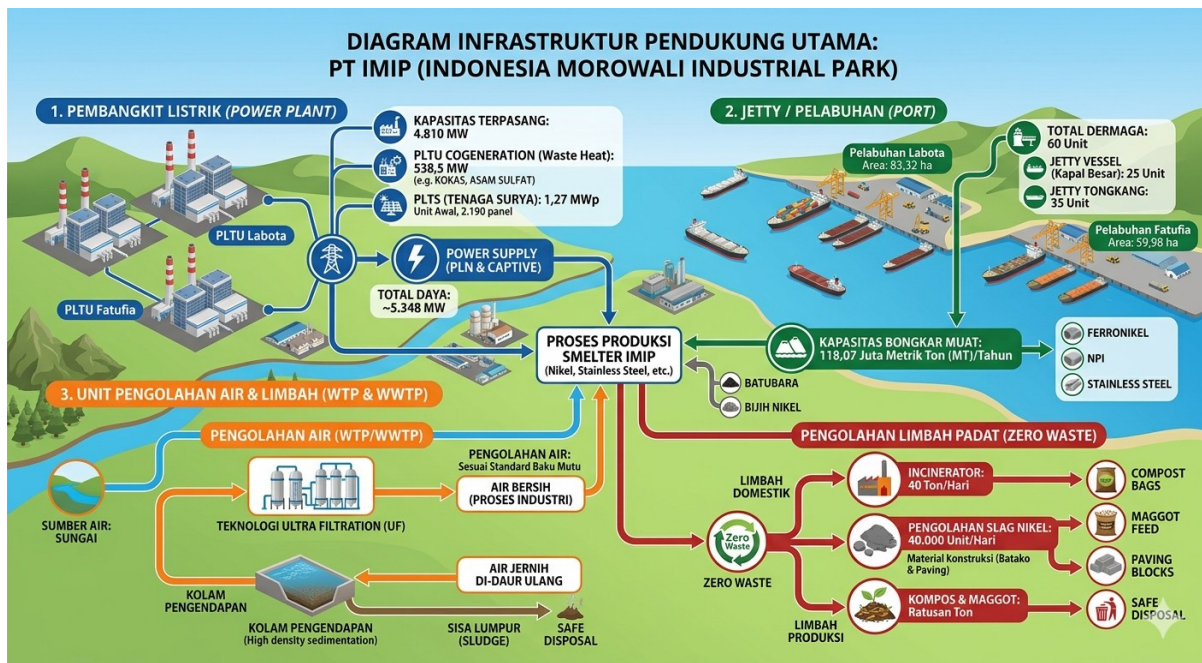 DIAGRAM INFRASTRUKTUR PENDUKUNG UTAMA:
PT IMIP (INDONESIA MOROWALI INDUSTRIAL PARK)
1. PEMBANGKIT LISTRIK (POWER PLANT)
KAPASITAS TERPASANG:
4.810 MW
PLTU COGENERATION (Waste Heat):
538,5 MW
(e.g. KOKAS, ASAM SULFAT)
PLTS (TENAGA SURYA): 1,27 MWp
Unit Awal, 2.190 panel
PLTU Labota
PLTU Fatufia
POWER SUPPLY
(PLN & CAPTIVE)
TOTAL DAYA:
~5.348 MW
2. JETTY / PELABUHAN (PORT)
TOTAL DERMAGA:
60 Unit
JETTY VESSEL
(Kapal Besar): 25 Unit
JETTY TONGKANG:
35 Unit
Pelabuhan Labota
Area: 83,32 ha
Pelabuhan Fatufia
Area: 59,98 ha
KAPASITAS BONGKAR MUAT:
118,07 Juta Metrik Ton (MT)/Tahun
FERRONIKEL
NPI
STAINLESS STEEL
PROSES PRODUKSI
SMELTER IMIP
(Nikel, Stainless Steel, etc.)
BATUBARA
BIJIH NIKEL
3. UNIT PENGOLAHAN AIR & LIMBAH (WTP & WWTP)
PENGOLAHAN AIR (WTP/WWTP)
SUMBER AIR:
SUNGAI
TEKNOLOGI ULTRA FILTRATION (UF)
PENGOLAHAN AIR:
Sesuai Standard Baku Mutu
AIR BERSIH
(PROSES INDUSTRI)
AIR JERNIH
DI-DAUR ULANG
KOLAM
PENGENDAPAN
KOLAM PENGENDAPAN
(High density sedimentation)
SISA LUMPUR
(SLUDGE)
SAFE
DISPOSAL
PENGOLAHAN LIMBAH PADAT (ZERO WASTE)
LIMBAH
DOMESTIK
Zero
Waste
ZERO WASTE
LIMBAH
PRODUKSI
INCINERATOR:
40 Ton/Hari
PENGOLAHAN SLAG NIKEL:
40.000 Unit/Hari
Material Konstruksi (Batako
& Paving)
KOMPOS & MAGGOT:
Ratusan Ton
COMPOST
BAGS
MAGGOT
FEED
PAVING
BLOCKS
SAFE
DISPOSAL